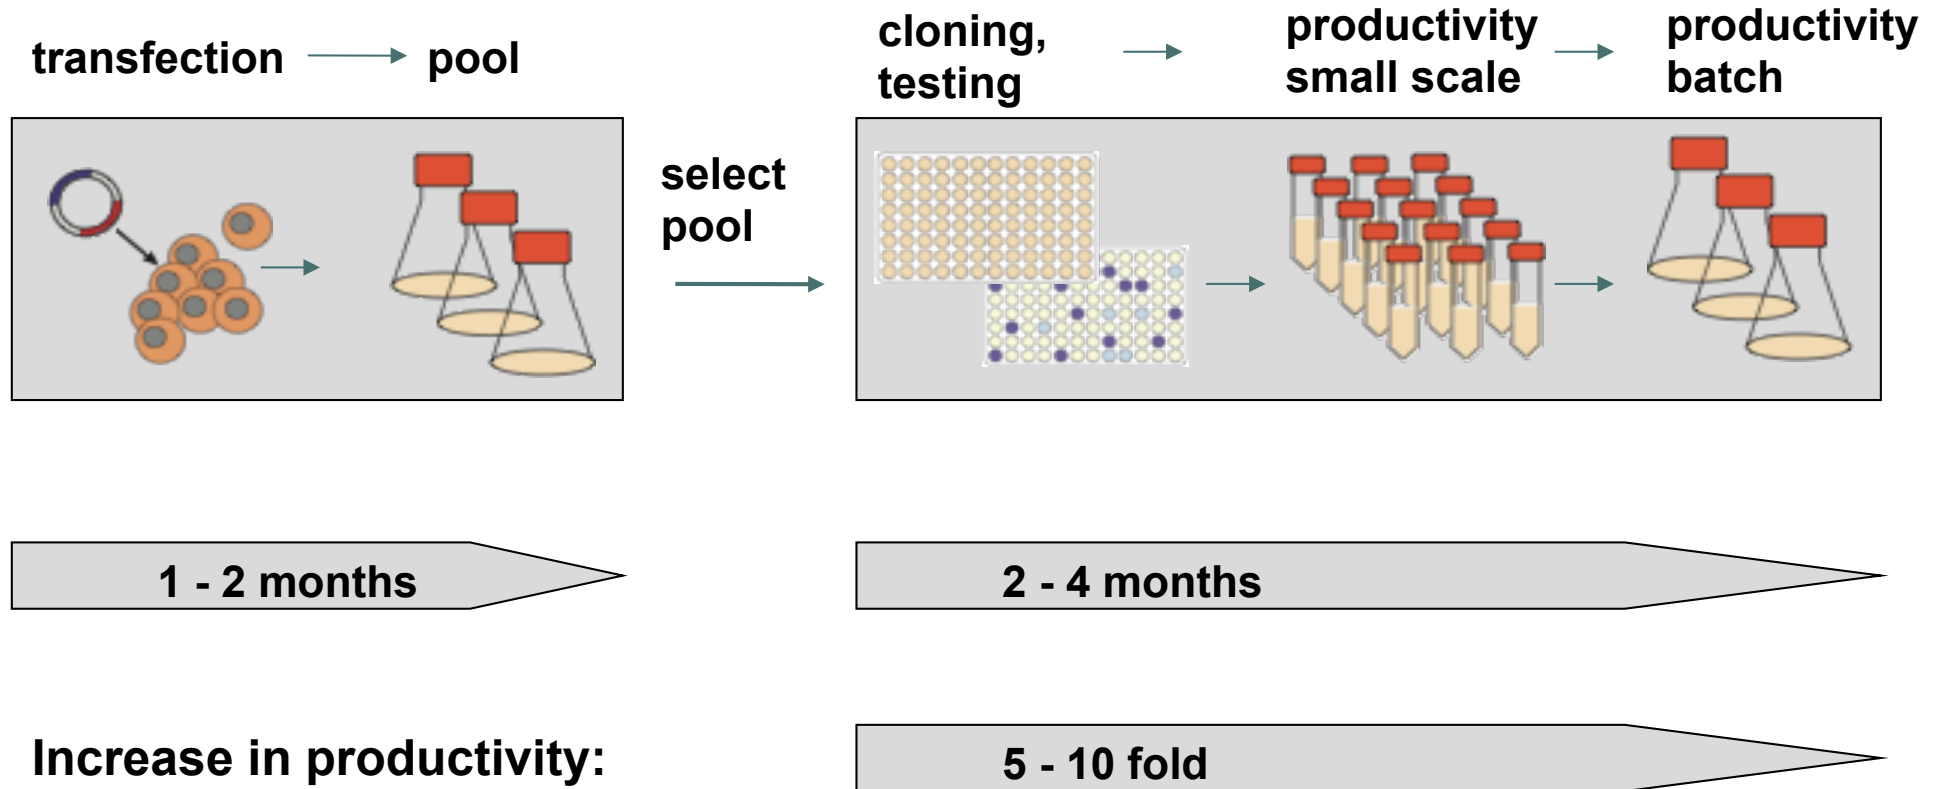 transfection
pool
cloning,
testing
productivity
small scale
productivity
batch
select
pool
1 - 2 months
2 - 4 months
Increase in productivity:
5 - 10 fold